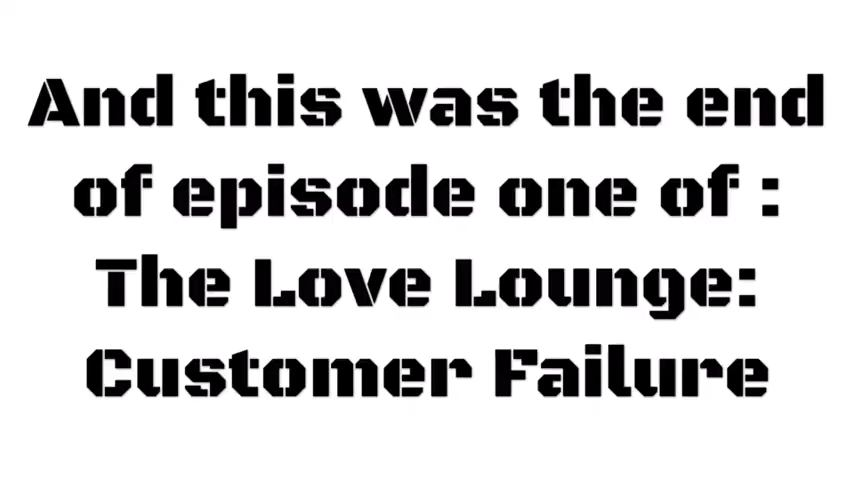 And this was the end
of episode one of :
The Love Lounge:
Customer Failure